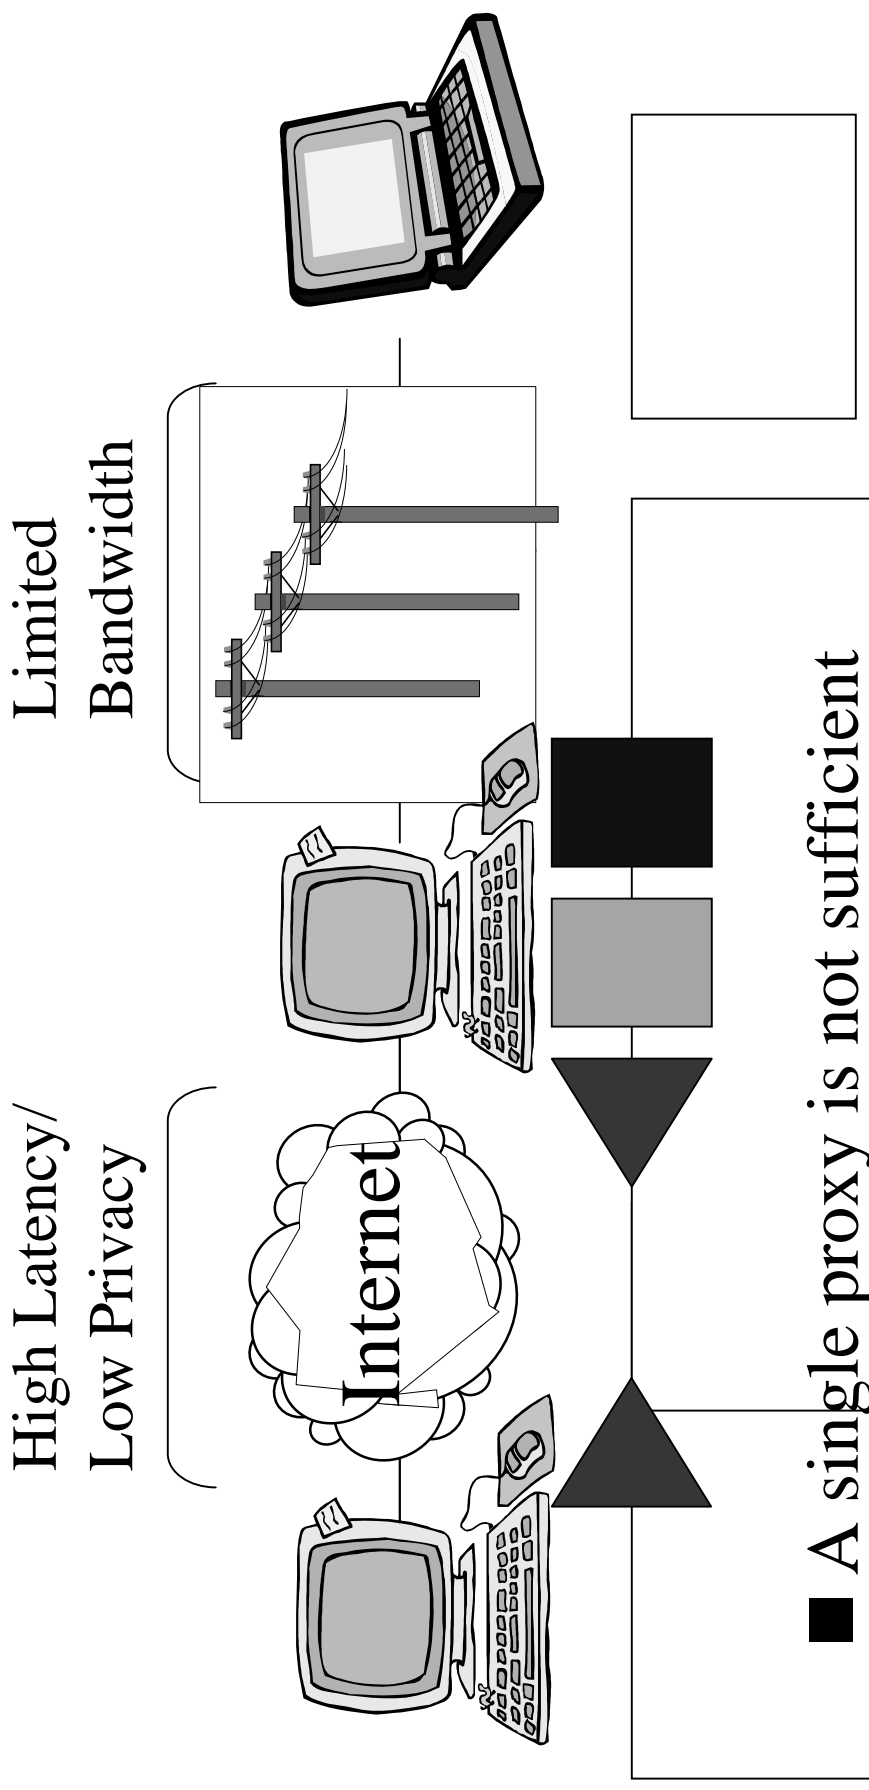 High Latency/
Low Privacy
Limited
Bandwidth
Internet
A single proxy is not sufficient